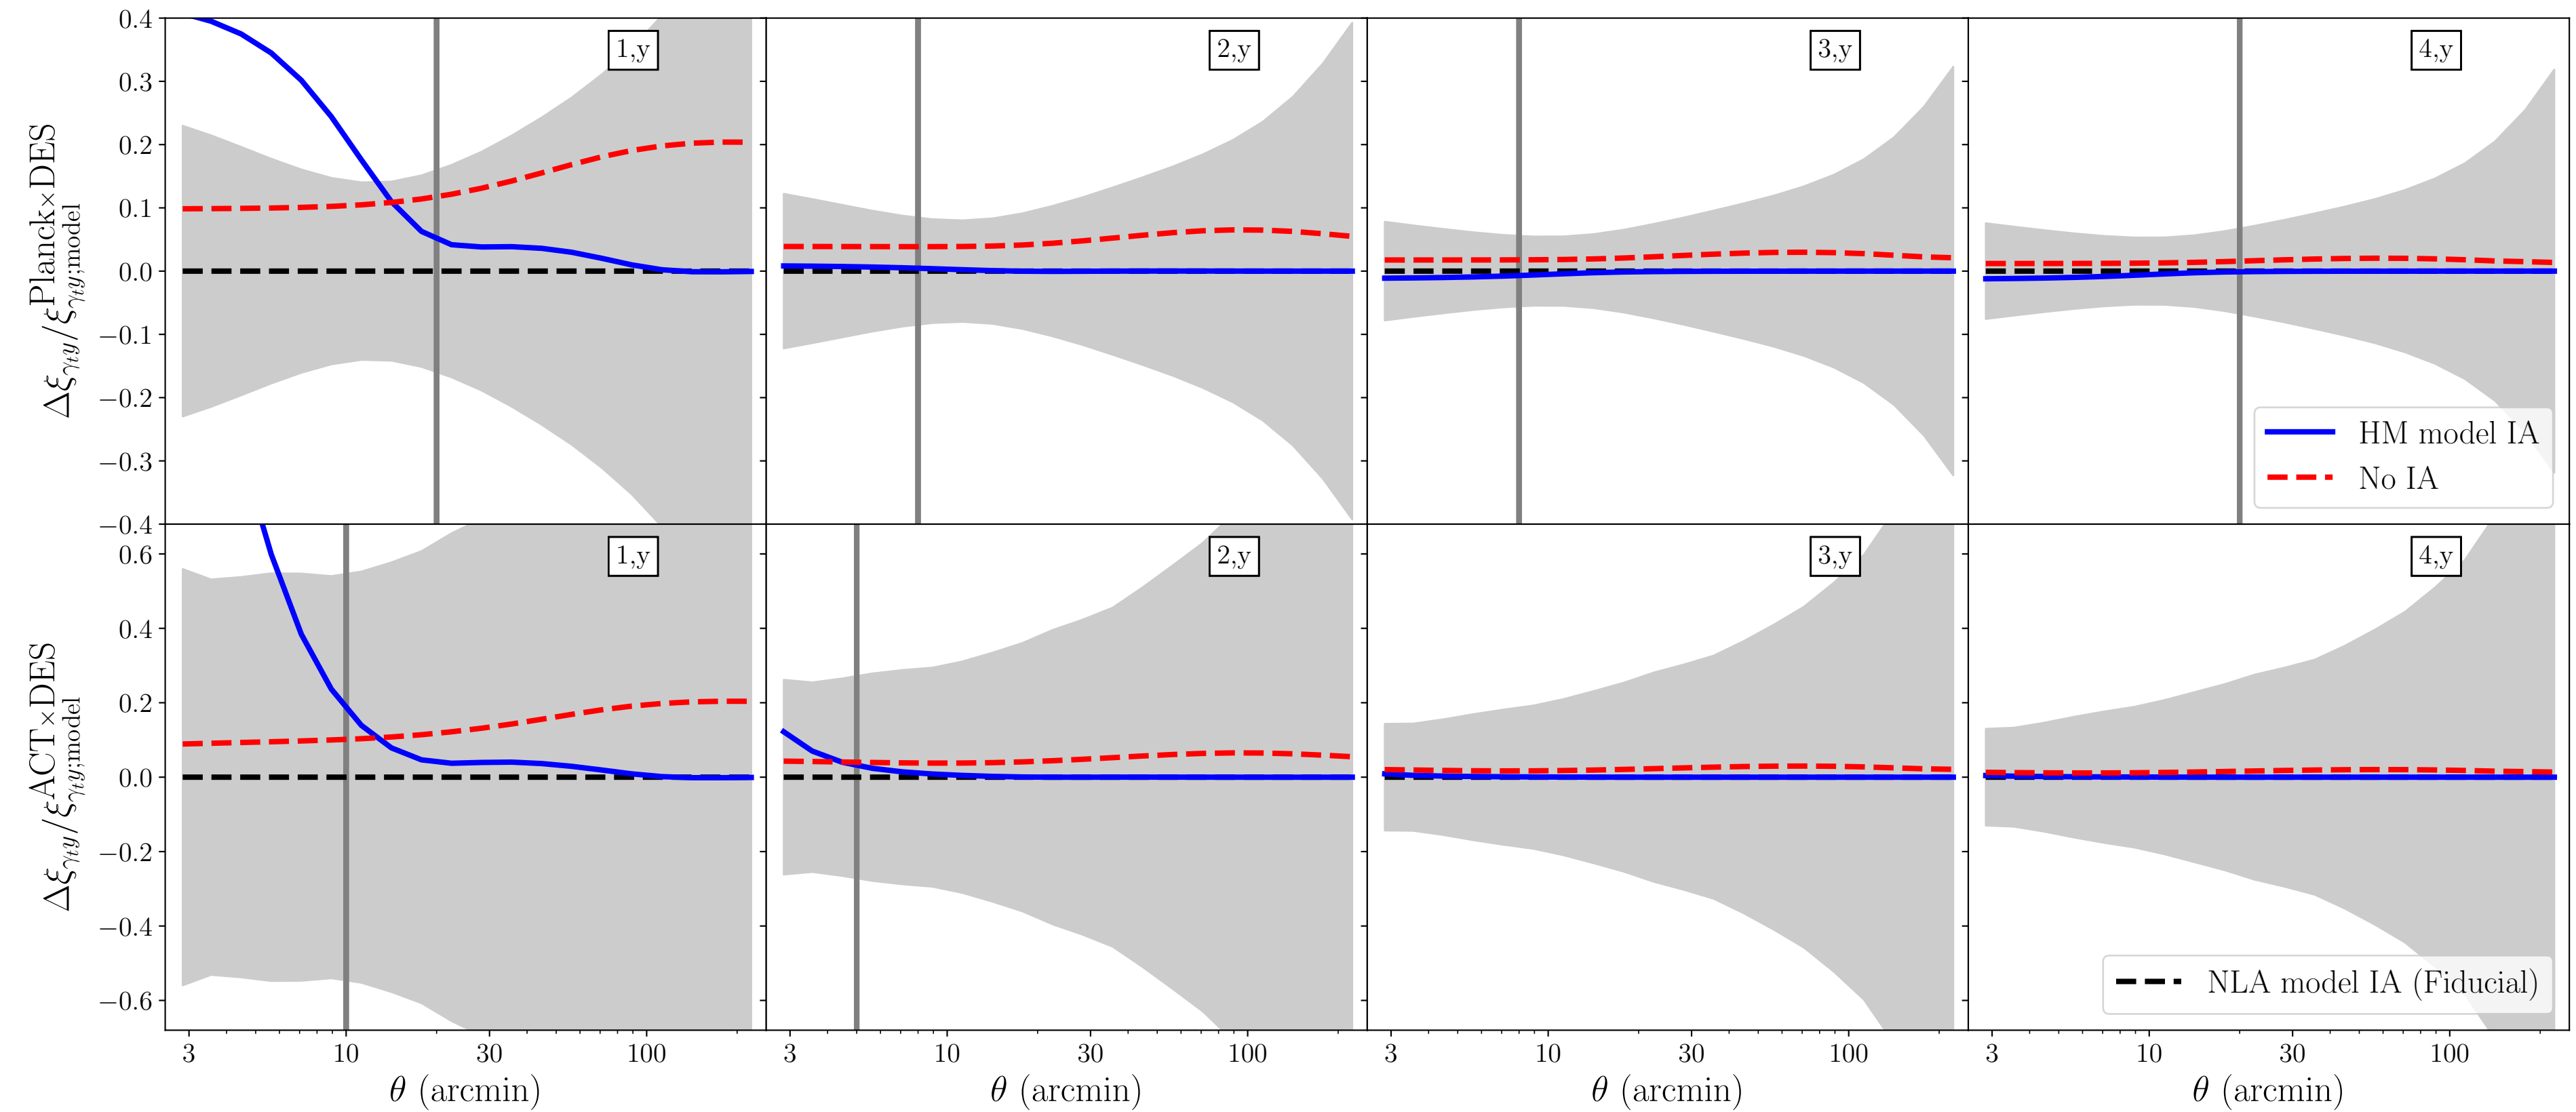 Δξγty/ξγty;model Planck×DES
0.4
0.3
0.2
0.1
0.0
−0.1
−0.2
−0.3
−0.4
1,y
2,y
3,y
4,y
HM model IA
No IA
Δξγty/ξγty;model ACT×DES
0.6
0.4
0.2
0.0
−0.2
−0.4
−0.6
1,y
2,y
3,y
4,y
NLA model IA (Fiducial)
3 10 30 100
3 10 30 100
3 10 30 100
3 10 30 100
θ (arcmin)
θ (arcmin)
θ (arcmin)
θ (arcmin)